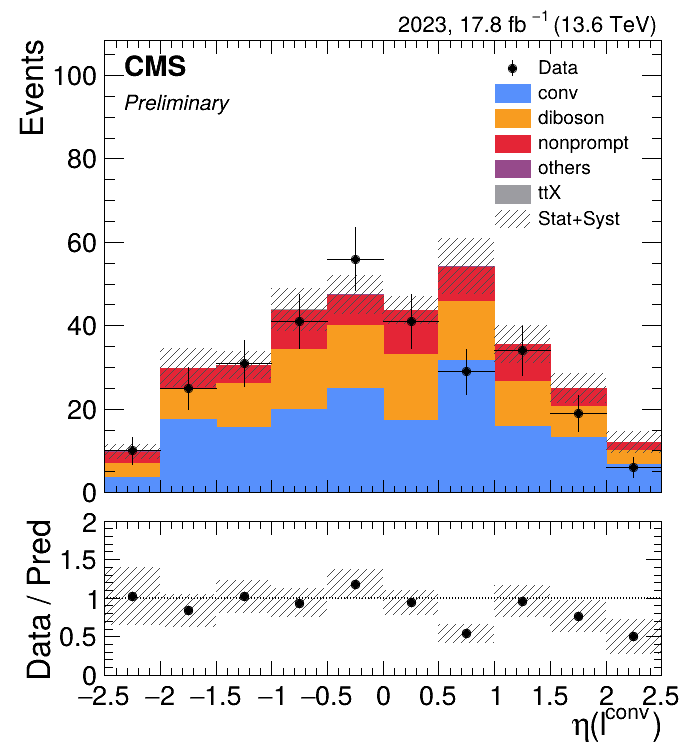 2023, 17.8 fb⁻¹ (13.6 TeV)
CMS
Preliminary
Events
100
80
60
40
20
0
Data
conv
diboson
nonprompt
others
ttX
Stat+Syst
Data / Pred
2
1.5
1
0.5
0
−2.5 −2 −1.5 −1 −0.5 0 0.5 1 1.5 2 2.5
η(l^conv)